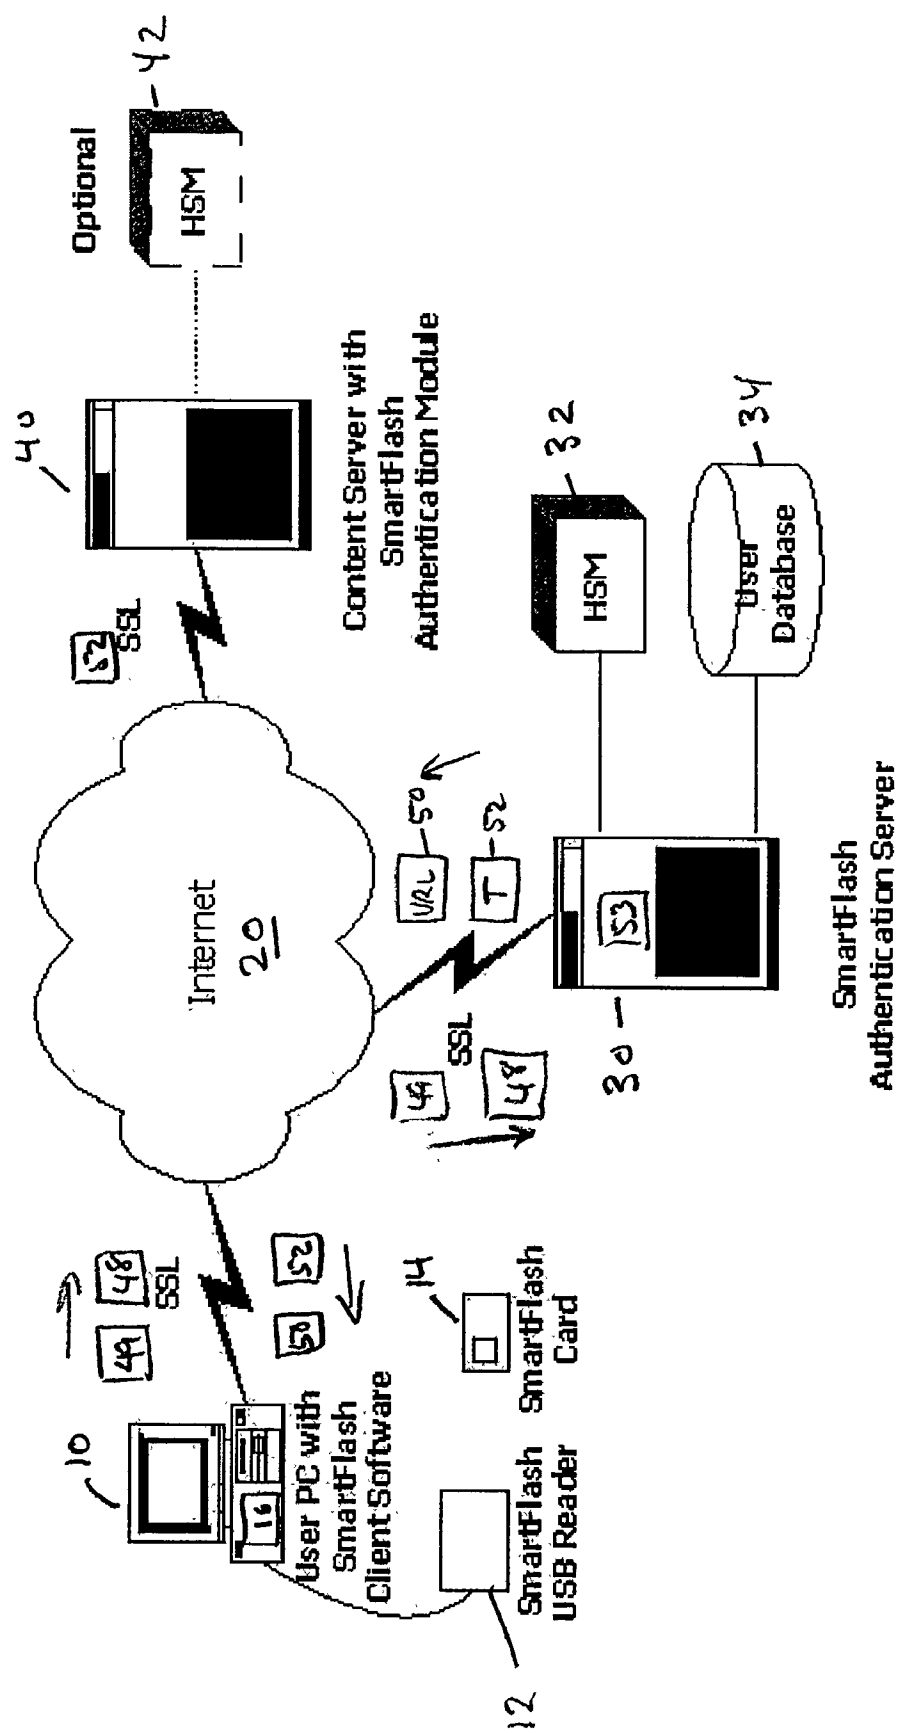 Optional
42
HSM
40
Content Server with
SmartFlash
Authentication Module
52
SSL
32
HSM
34
User
Database
Internet
20
URL
50
T
52
153
30
SmartFlash
Authentication Server
SSL
49
48
49
48
SSL
50
52
10
16
User PC with
SmartFlash
Client Software
14
SmartFlash
Card
12
SmartFlash
USB Reader